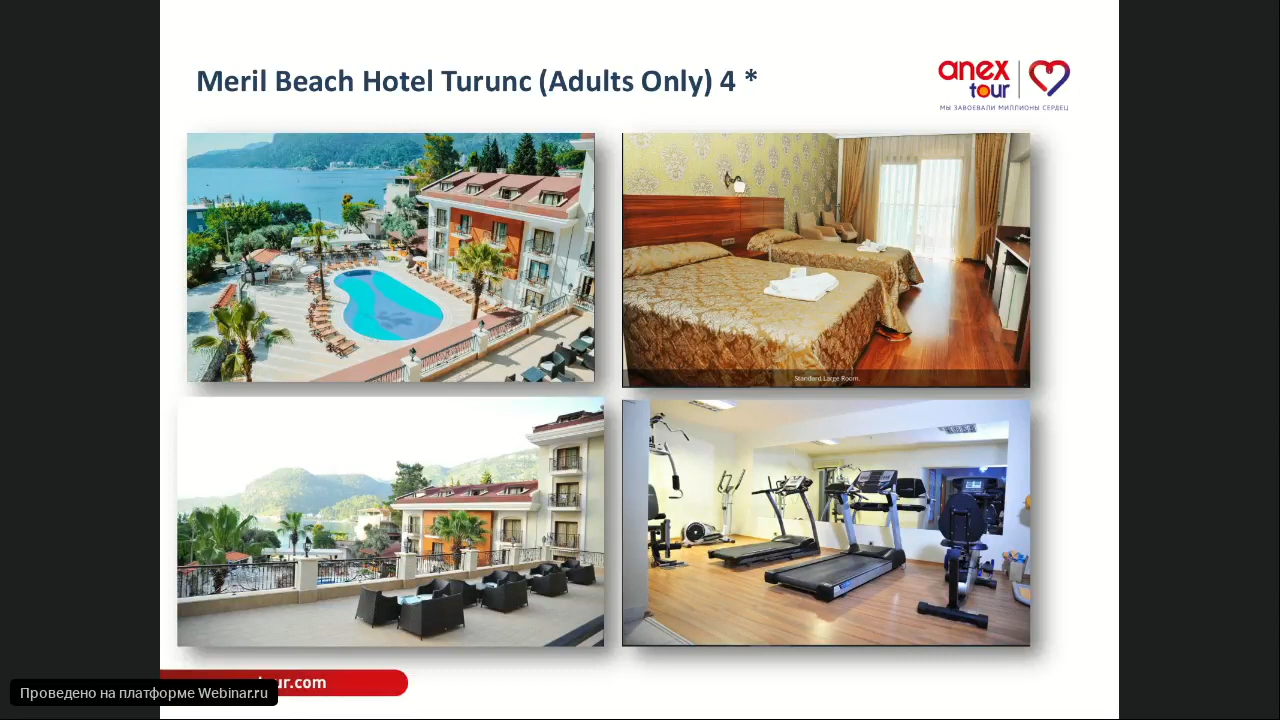 Meril Beach Hotel Turunc (Adults Only) 4 *
anex
tour
МЫ ЗАВОЕВАЛИ МИЛЛИОНЫ СЕРДЕЦ
Standard Large Room.
tour.com
Проведено на платформе Webinar.ru